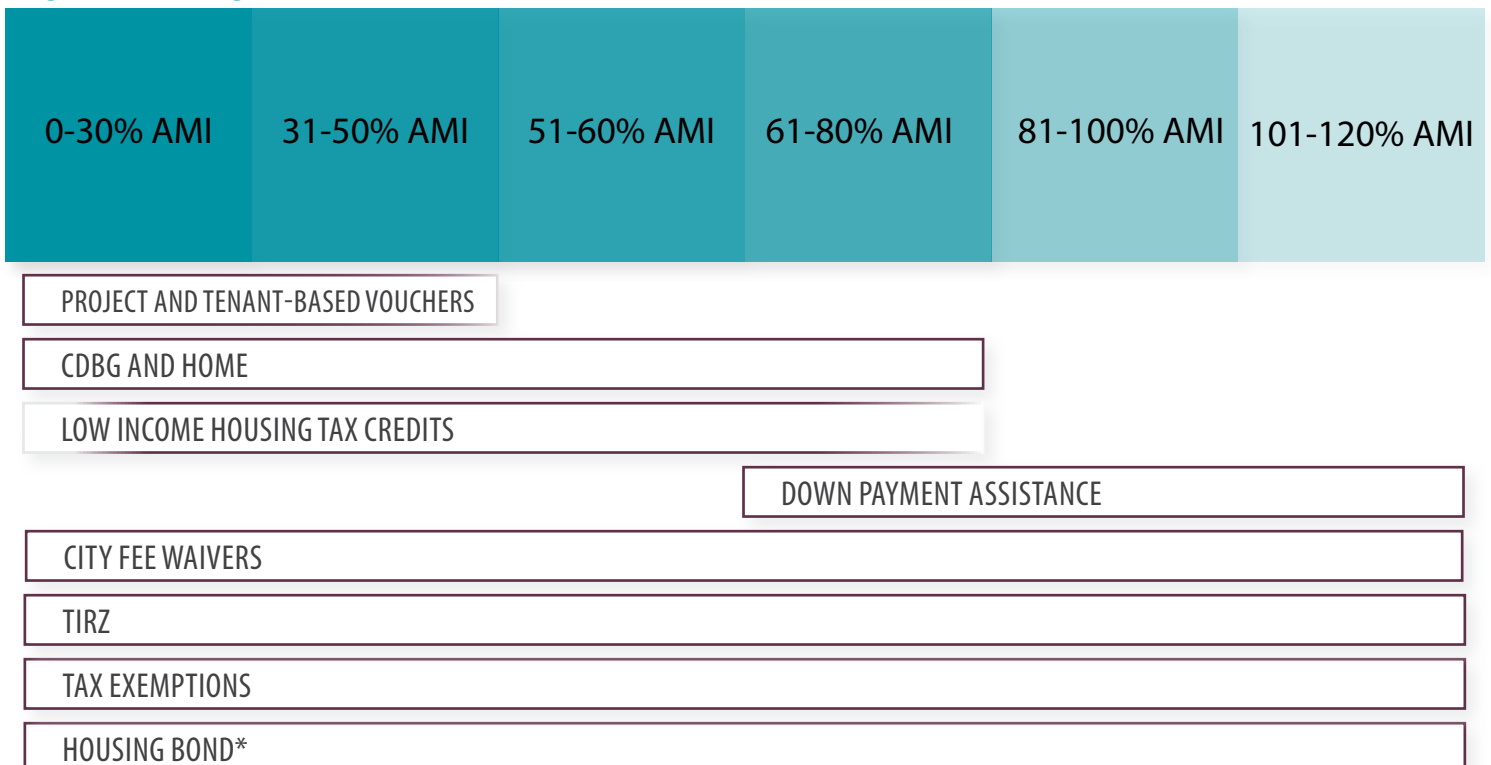 0-30% AMI
31-50% AMI
51-60% AMI
61-80% AMI
81-100% AMI
101-120% AMI
PROJECT AND TENANT-BASED VOUCHERS
CDBG AND HOME
LOW INCOME HOUSING TAX CREDITS
DOWN PAYMENT ASSISTANCE
CITY FEE WAIVERS
TIRZ
TAX EXEMPTIONS
HOUSING BOND*